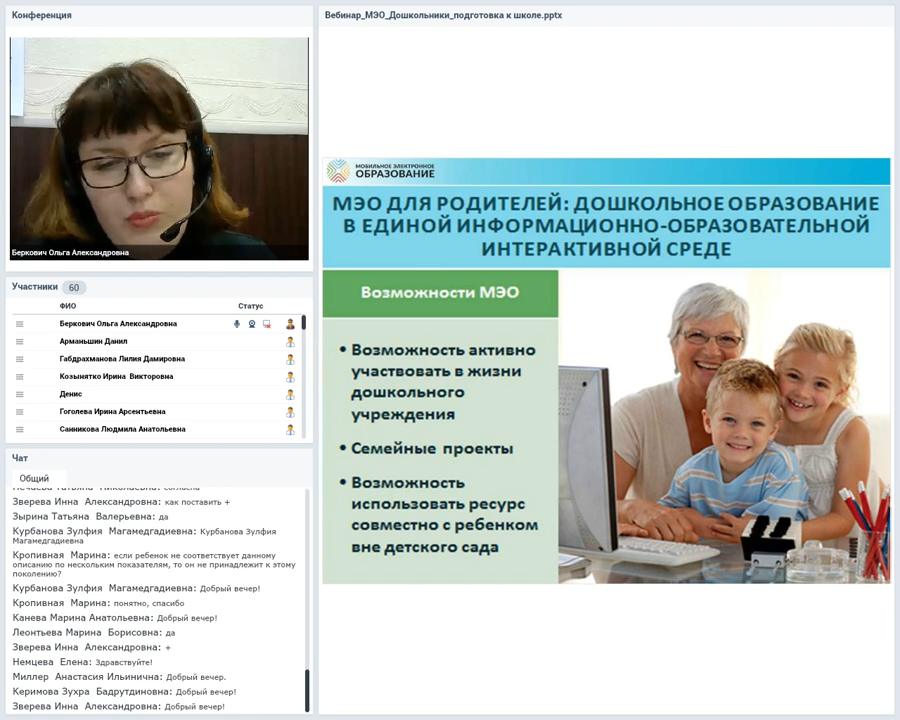 Конференция
Беркович Ольга Александровна
Участники 60
ФИО Статус
Беркович Ольга Александровна
Арманьшин Данил
Габдрахманова Лилия Дамировна
Козынятко Ирина Викторовна
Денис
Гоголева Ирина Арсентьевна
Санникова Людмила Анатольевна
Чат
Общий
Зверева Инна Александровна: как поставить +
Зырина Татьяна Валерьевна: да
Курбанова Зулфия Магамедгадиевна: Курбанова Зулфия
Магамедгадиевна
Кропивная Марина: если ребенок не соответствует данному
описанию по нескольким показателям, то он не принадлежит к этому
поколению?
Курбанова Зулфия Магамедгадиевна: Добрый вечер!
Кропивная Марина: понятно, спасибо
Канева Марина Анатольевна: Добрый вечер!
Леонтьева Марина Борисовна: да
Зверева Инна Александровна: +
Немцева Елена: Здравствуйте!
Миллер Анастасия Ильинична: Добрый вечер.
Керимова Зухра Бадрутдиновна: Добрый вечер!
Зверева Инна Александровна: Добрый вечер!
Вебинар_МЭО_Дошкольники_подготовка к школе.pptx
МОБИЛЬНОЕ ЭЛЕКТРОННОЕ
ОБРАЗОВАНИЕ
МЭО ДЛЯ РОДИТЕЛЕЙ: ДОШКОЛЬНОЕ ОБРАЗОВАНИЕ
В ЕДИНОЙ ИНФОРМАЦИОННО-ОБРАЗОВАТЕЛЬНОЙ
ИНТЕРАКТИВНОЙ СРЕДЕ
Возможности МЭО
• Возможность активно
участвовать в жизни
дошкольного
учреждения
• Семейные проекты
• Возможность
использовать ресурс
совместно с ребенком
вне детского сада